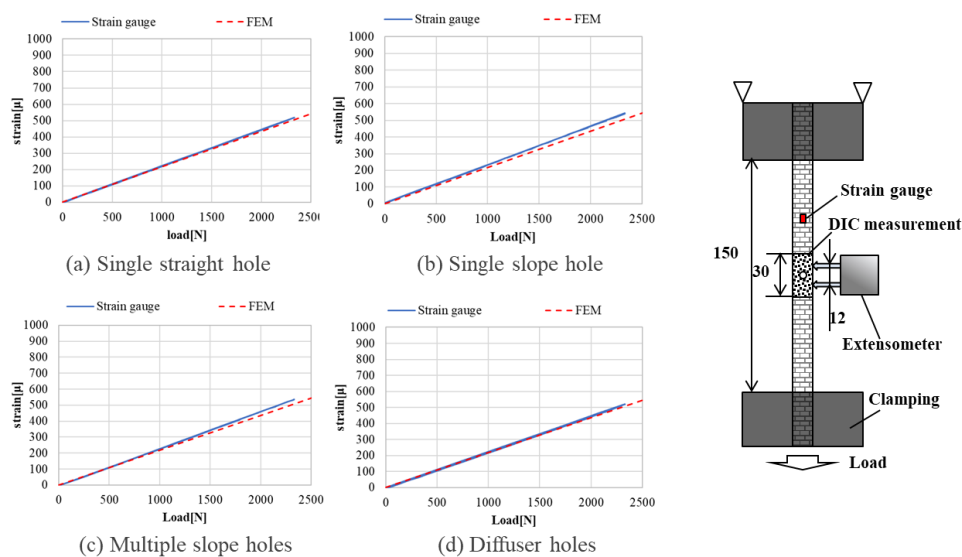 Strain gauge
FEM
strain[μ]
1000
900
800
700
600
500
400
300
200
100
0
0 500 1000 1500 2000 2500
load[N]
(a) Single straight hole
Strain gauge
FEM
strain[μ]
1000
900
800
700
600
500
400
300
200
100
0
0 500 1000 1500 2000 2500
Load[N]
(b) Single slope hole
Strain gauge
FEM
strain[μ]
1000
900
800
700
600
500
400
300
200
100
0
0 500 1000 1500 2000 2500
Load[N]
(c) Multiple slope holes
Strain gauge
FEM
strain[μ]
1000
900
800
700
600
500
400
300
200
100
0
0 500 1000 1500 2000 2500
Load[N]
(d) Diffuser holes
Strain gauge
DIC measurement
150
30
12
Extensometer
Clamping
Load